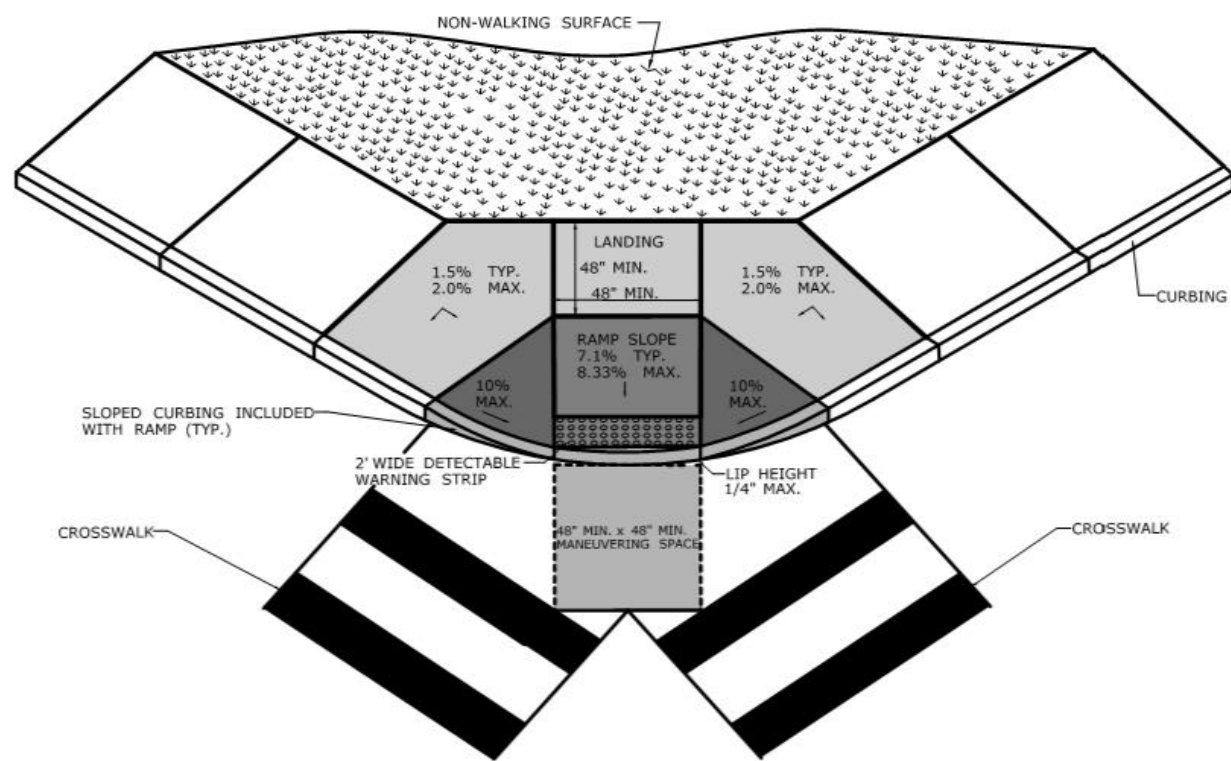 NON-WALKING SURFACE
LANDING
48" MIN.
48" MIN.
1.5% TYP.
2.0% MAX.
1.5% TYP.
2.0% MAX.
CURBING
RAMP SLOPE
7.1% TYP.
8.33% MAX.
10%
MAX.
10%
MAX.
SLOPED CURBING INCLUDED
WITH RAMP (TYP.)
2' WIDE DETECTABLE
WARNING STRIP
LIP HEIGHT
1/4" MAX.
48" MIN. x 48" MIN.
MANEUVERING SPACE
CROSSWALK
CROSSWALK